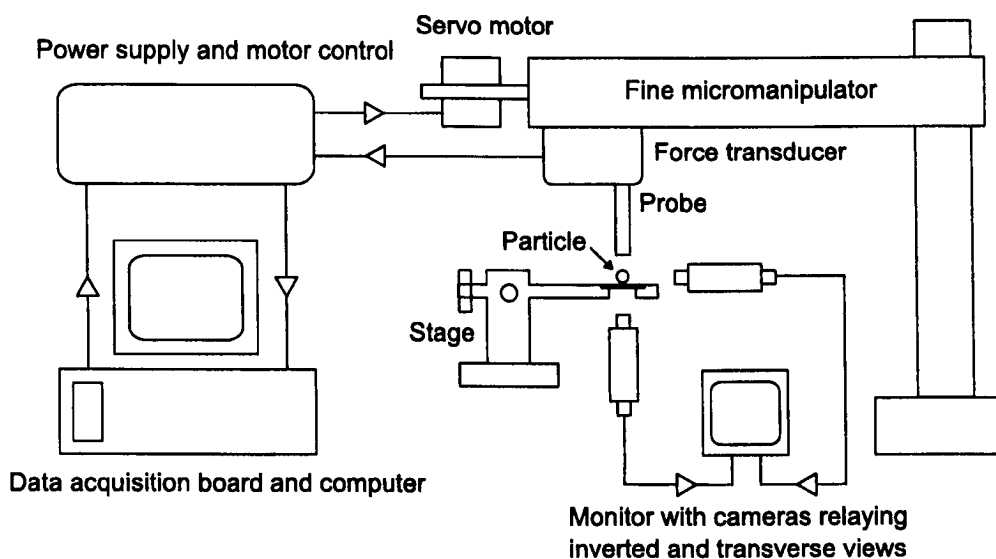 Servo motor
Power supply and motor control
Fine micromanipulator
Force transducer
Probe
Particle
Stage
Data acquisition board and computer
Monitor with cameras relaying
inverted and transverse views